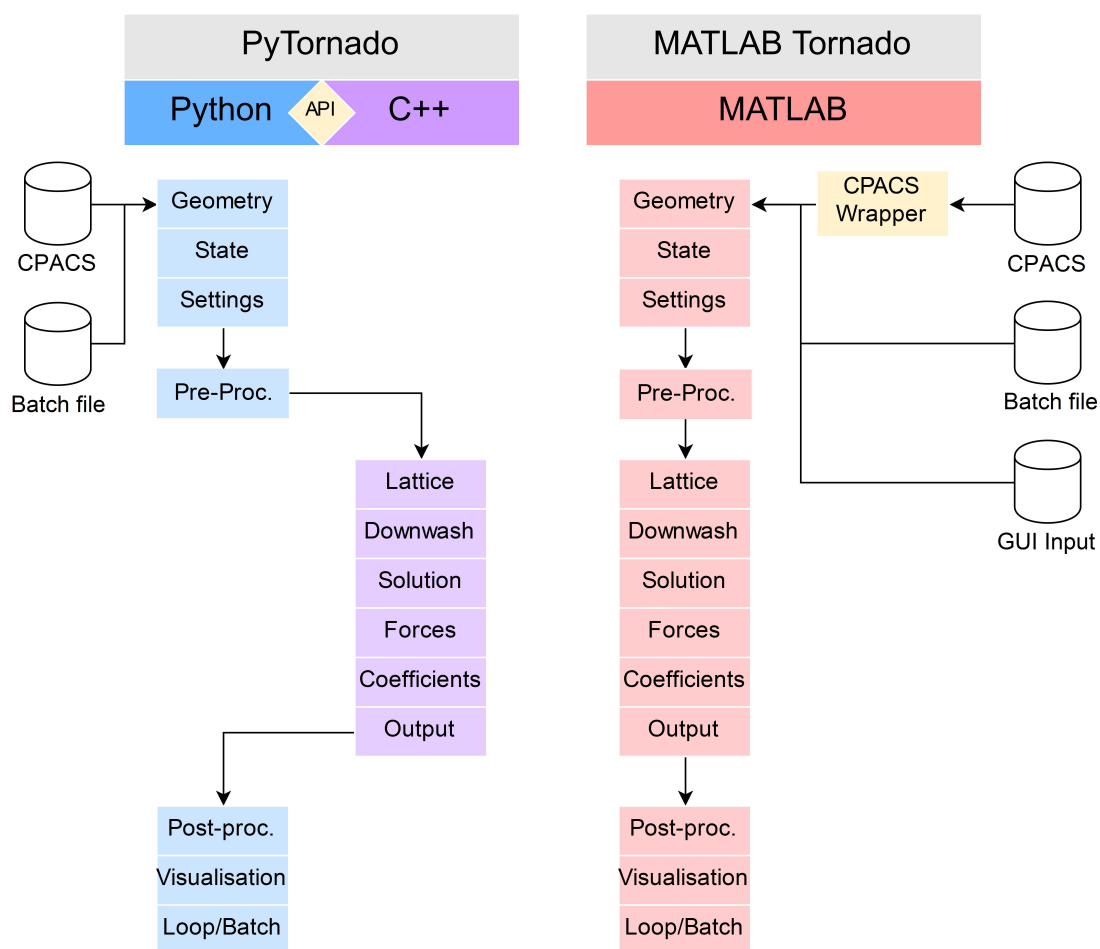 PyTornado
Python
API
C++
CPACS
Batch file
Geometry
State
Settings
Pre-Proc.
Lattice
Downwash
Solution
Forces
Coefficients
Output
Post-proc.
Visualisation
Loop/Batch
MATLAB Tornado
MATLAB
Geometry
State
Settings
Pre-Proc.
Lattice
Downwash
Solution
Forces
Coefficients
Output
Post-proc.
Visualisation
Loop/Batch
CPACS
Wrapper
CPACS
Batch file
GUI Input